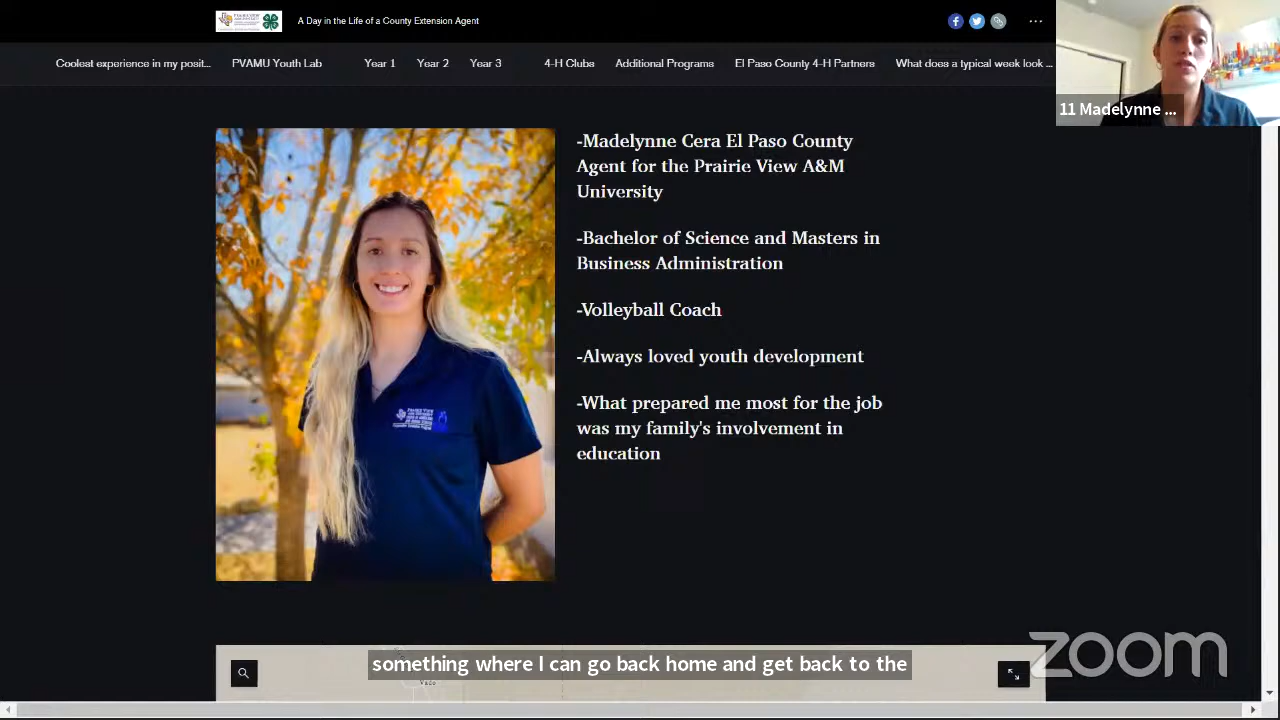 A Day in the Life of a County Extension Agent
Coolest experience in my posit... PVAMU Youth Lab Year 1 Year 2 Year 3 4-H Clubs Additional Programs El Paso County 4-H Partners What does a typical week look ...
11 Madelynne ...
-Madelynne Cera El Paso County
Agent for the Prairie View A&M
University
-Bachelor of Science and Masters in
Business Administration
-Volleyball Coach
-Always loved youth development
-What prepared me most for the job
was my family's involvement in
education
something where I can go back home and get back to the
Vado
zoom